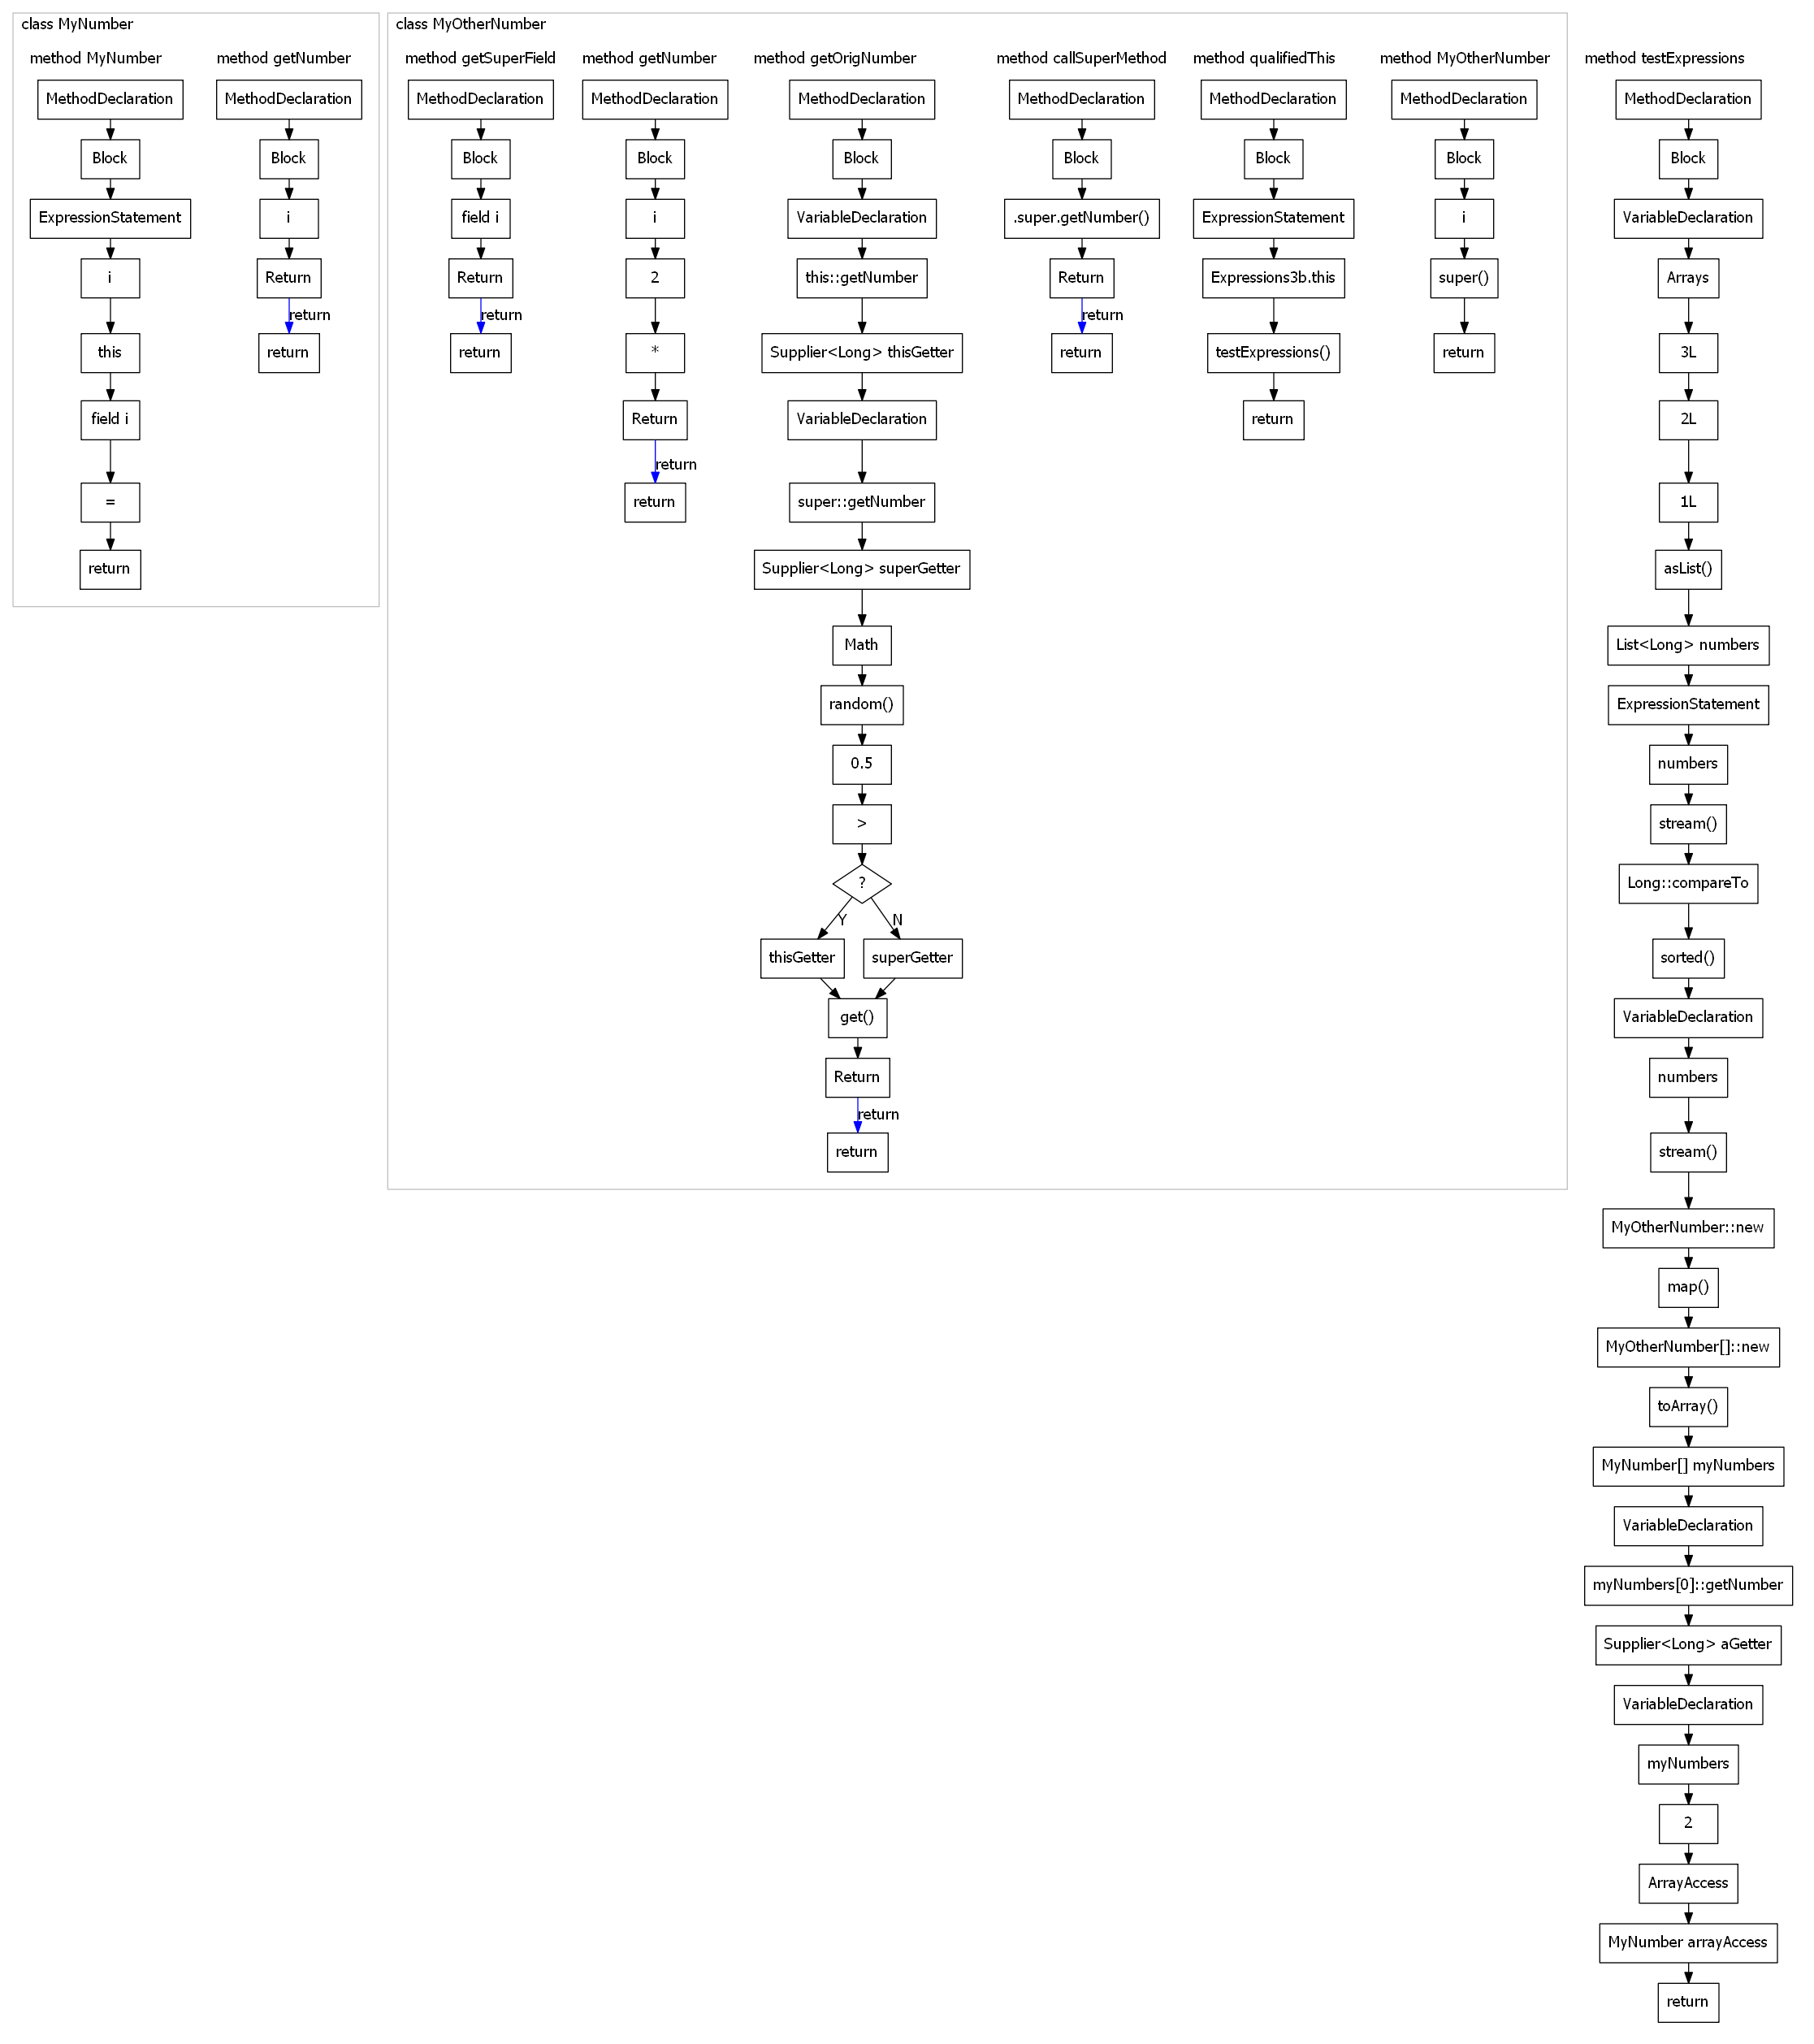 class MyNumber
method MyNumber
MethodDeclaration
Block
ExpressionStatement
i
this
field i
=
return
method getNumber
MethodDeclaration
Block
i
Return
return
return
class MyOtherNumber
method getSuperField
MethodDeclaration
Block
field i
Return
return
return
method getNumber
MethodDeclaration
Block
i
2
*
Return
return
return
method getOrigNumber
MethodDeclaration
Block
VariableDeclaration
this::getNumber
Supplier<Long> thisGetter
VariableDeclaration
super::getNumber
Supplier<Long> superGetter
Math
random()
0.5
>
?
Y
N
thisGetter
superGetter
get()
Return
return
return
method callSuperMethod
MethodDeclaration
Block
.super.getNumber()
Return
return
return
method qualifiedThis
MethodDeclaration
Block
ExpressionStatement
Expressions3b.this
testExpressions()
return
method MyOtherNumber
MethodDeclaration
Block
i
super()
return
method testExpressions
MethodDeclaration
Block
VariableDeclaration
Arrays
3L
2L
1L
asList()
List<Long> numbers
ExpressionStatement
numbers
stream()
Long::compareTo
sorted()
VariableDeclaration
numbers
stream()
MyOtherNumber::new
map()
MyOtherNumber[]::new
toArray()
MyNumber[] myNumbers
VariableDeclaration
myNumbers[0]::getNumber
Supplier<Long> aGetter
VariableDeclaration
myNumbers
2
ArrayAccess
MyNumber arrayAccess
return